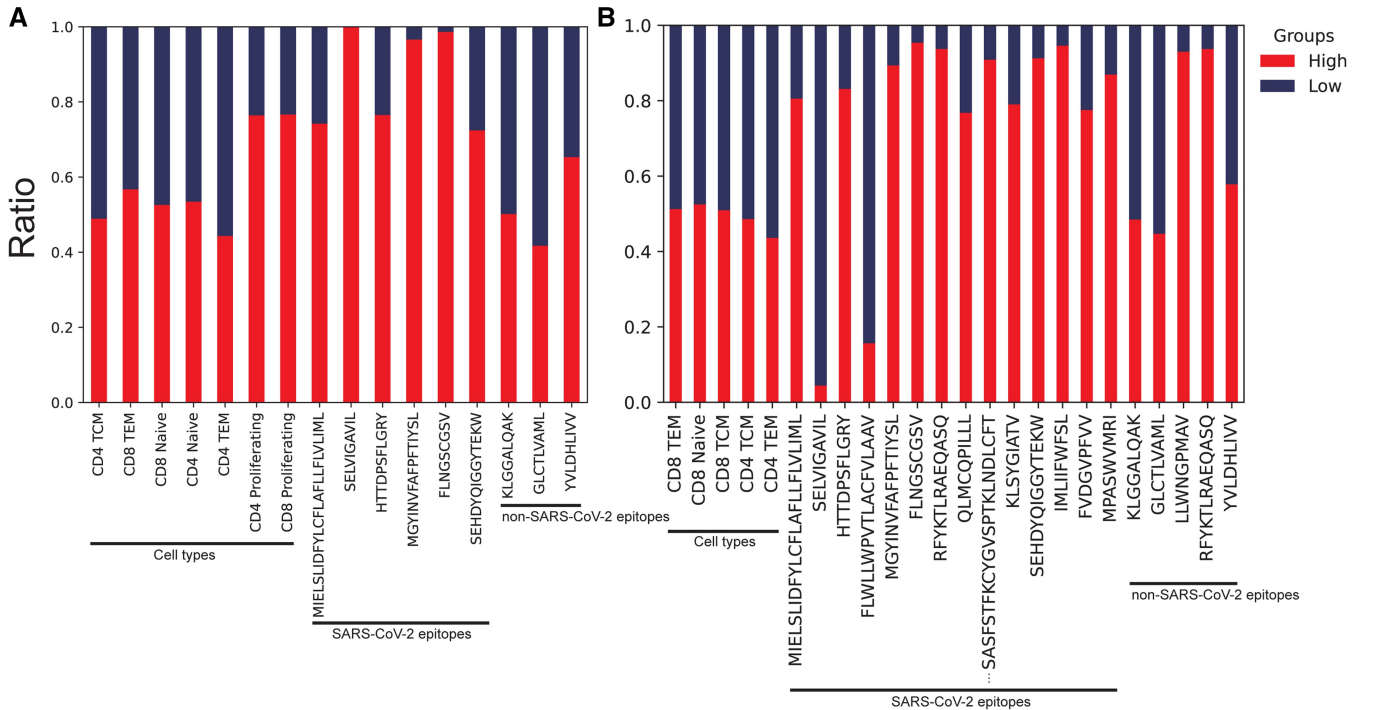 A
Ratio
1.0
0.8
0.6
0.4
0.2
0.0
CD4 TCM
CD8 TEM
CD8 Naive
CD4 Naive
CD4 TEM
CD4 Proliferating
CD8 Proliferating
MIELSLIDFYLCFLAFLLFLVLIML
SELVIGAVIL
HTTDPSFLGRY
MGYINVFAFPFTIYSL
FLNGSCGSV
SEHDYQIGGYTEKW
KLGGALQAK
GLCTLVAML
YVLDHLIVV
Cell types
SARS-CoV-2 epitopes
non-SARS-CoV-2 epitopes
B
1.0
0.8
0.6
0.4
0.2
0.0
CD8 TEM
CD8 Naive
CD8 TCM
CD4 TCM
CD4 TEM
MIELSLIDFYLCFLAFLLFLVLIML
SELVIGAVIL
HTTDPSFLGRY
FLWLLWPVTLACFVLAAV
MGYINVFAFPFTIYSL
FLNGSCGSV
RFYKTLRAEQASQ
QLMCQPILLL
...SASFSTFKCYGVSPTKLNDLCFT
KLSYGIATV
SEHDYQIGGYTEKW
IMLIIFWFSL
FVDGVPFVV
MPASWVMRI
KLGGALQAK
GLCTLVAML
LLWNGPMAV
RFYKTLRAEQASQ
YVLDHLIVV
Cell types
SARS-CoV-2 epitopes
non-SARS-CoV-2 epitopes
Groups
High
Low